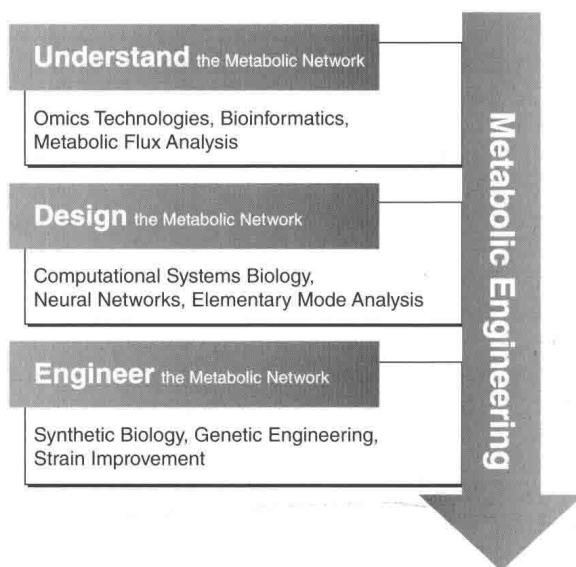 Understand the Metabolic Network
Omics Technologies, Bioinformatics,
Metabolic Flux Analysis
Design the Metabolic Network
Computational Systems Biology,
Neural Networks, Elementary Mode Analysis
Engineer the Metabolic Network
Synthetic Biology, Genetic Engineering,
Strain Improvement
Metabolic Engineering